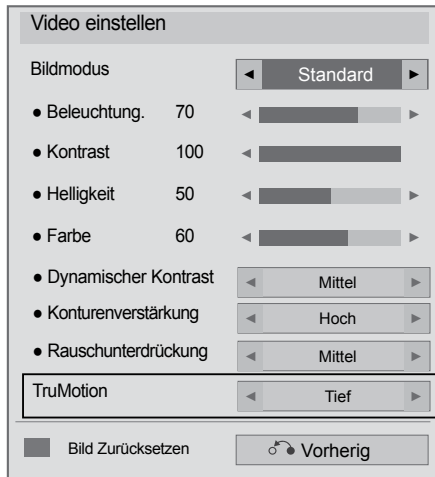 Video einstellen
Bildmodus ◄ Standard ►
● Beleuchtung. 70 ◄ ►
● Kontrast 100 ◄
● Helligkeit 50 ◄ ►
● Farbe 60 ◄ ►
● Dynamischer Kontrast ◄ Mittel ►
● Konturenverstärkung ◄ Hoch ►
● Rauschunterdrückung ◄ Mittel ►
TruMotion ◄ Tief ►
Bild Zurücksetzen Vorherig